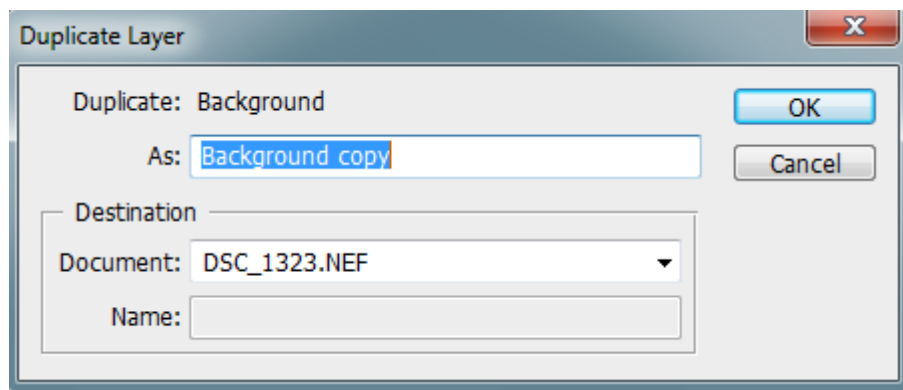 Duplicate Layer
Duplicate: Background
OK
As: Background copy
Cancel
Destination
Document: DSC_1323.NEF
Name: